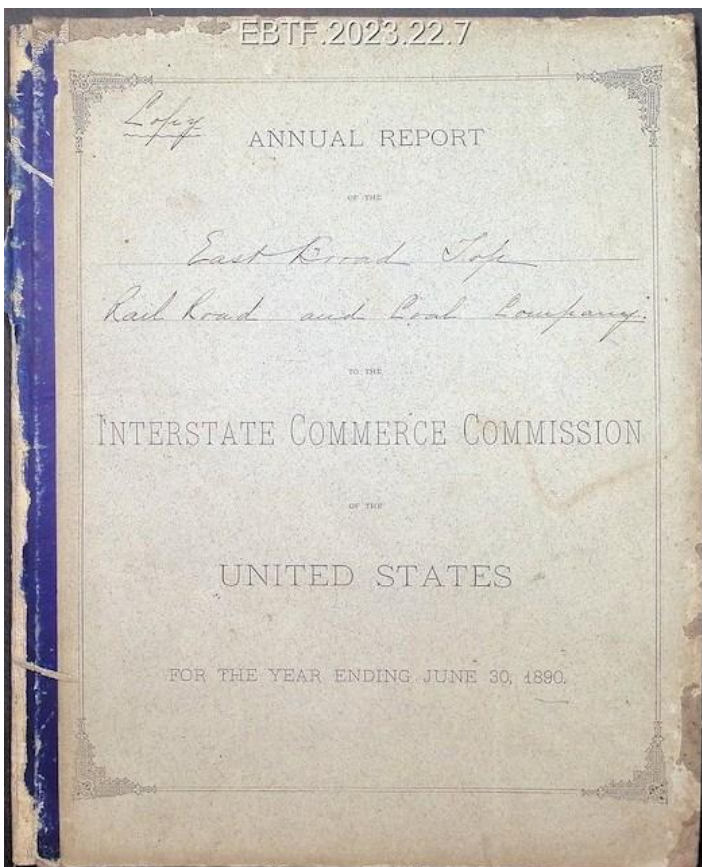 EBTF.2023.22.7
Copy
ANNUAL REPORT
OF THE
East Broad Top
Rail Road and Coal Company.
TO THE
INTERSTATE COMMERCE COMMISSION
OF THE
UNITED STATES
FOR THE YEAR ENDING JUNE 30, 1890.